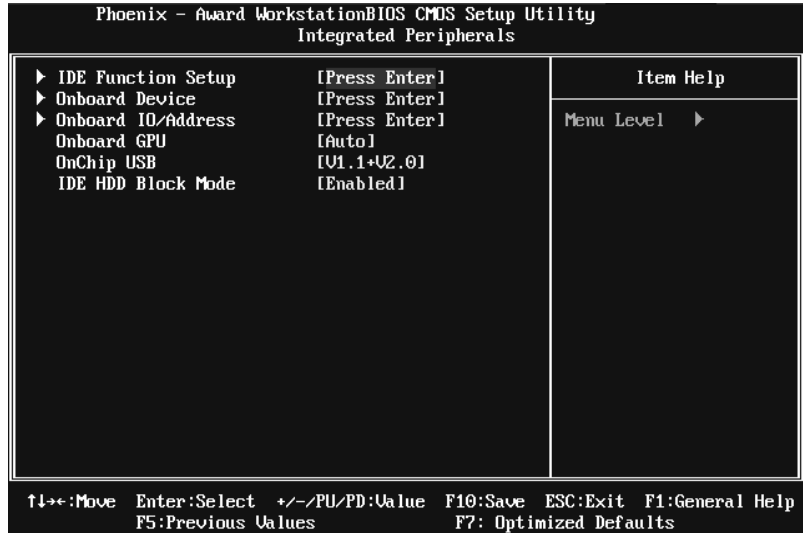 Phoenix - Award WorkstationBIOS CMOS Setup Utility
Integrated Peripherals
▶ IDE Function Setup [Press Enter]
▶ Onboard Device [Press Enter]
▶ Onboard IO/Address [Press Enter]
Onboard GPU [Auto]
OnChip USB [V1.1+V2.0]
IDE HDD Block Mode [Enabled]
Item Help
Menu Level ▶
↑↓→←:Move Enter:Select +/-/PU/PD:Value F10:Save ESC:Exit F1:General Help
F5:Previous Values F7: Optimized Defaults